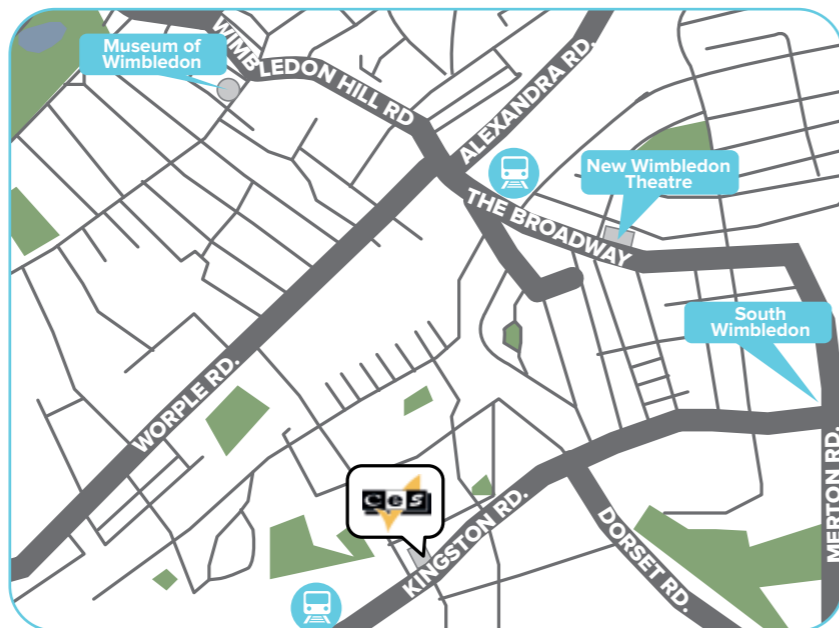 Museum of
Wimbledon
WIMBLEDON HILL RD
ALEXANDRA RD.
New Wimbledon
Theatre
THE BROADWAY
South
Wimbledon
WORPLE RD.
MERTON RD.
ces
KINGSTON RD.
DORSET RD.